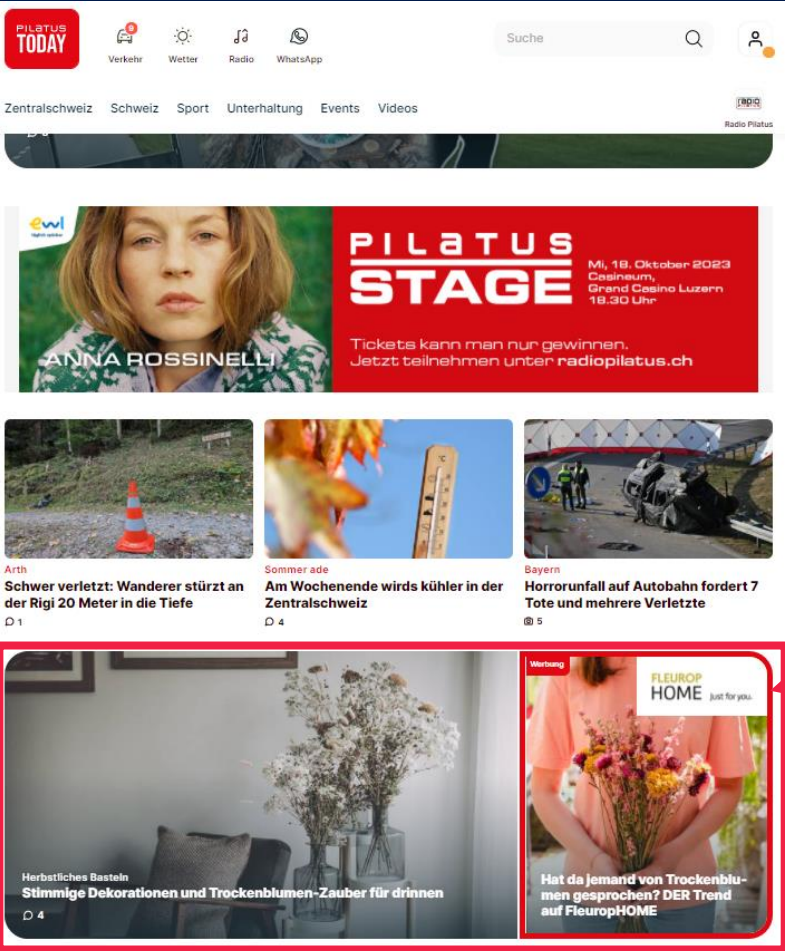 PILATUS
TODAY
9
Verkehr
Wetter
Radio
WhatsApp
Suche
Zentralschweiz Schweiz Sport Unterhaltung Events Videos
Radio Pilatus
ewl
täglich spürbar
ANNA ROSSINELLI
PILATUS
STAGE
Mi, 18. Oktober 2023
Casineum,
Grand Casino Luzern
18.30 Uhr
Tickets kann man nur gewinnen.
Jetzt teilnehmen unter radiopilatus.ch
Arth
Schwer verletzt: Wanderer stürzt an
der Rigi 20 Meter in die Tiefe
1
°C
Sommer ade
Am Wochenende wirds kühler in der
Zentralschweiz
4
Bayern
Horrorunfall auf Autobahn fordert 7
Tote und mehrere Verletzte
5
Herbstliches Basteln
Stimmige Dekorationen und Trockenblumen-Zauber für drinnen
4
Werbung
FLEUROP
HOME Just for you.
Hat da jemand von Trockenblu-
men gesprochen? DER Trend
auf FleuropHOME